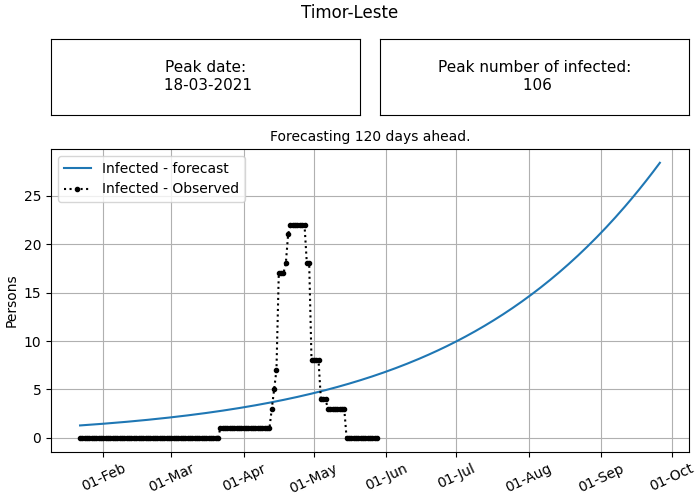 Timor-Leste
Peak date:
18-03-2021
Peak number of infected:
106
Forecasting 120 days ahead.
Infected - forecast
Infected - Observed
Persons
25
20
15
10
5
0
01-Feb
01-Mar
01-Apr
01-May
01-Jun
01-Jul
01-Aug
01-Sep
01-Oct